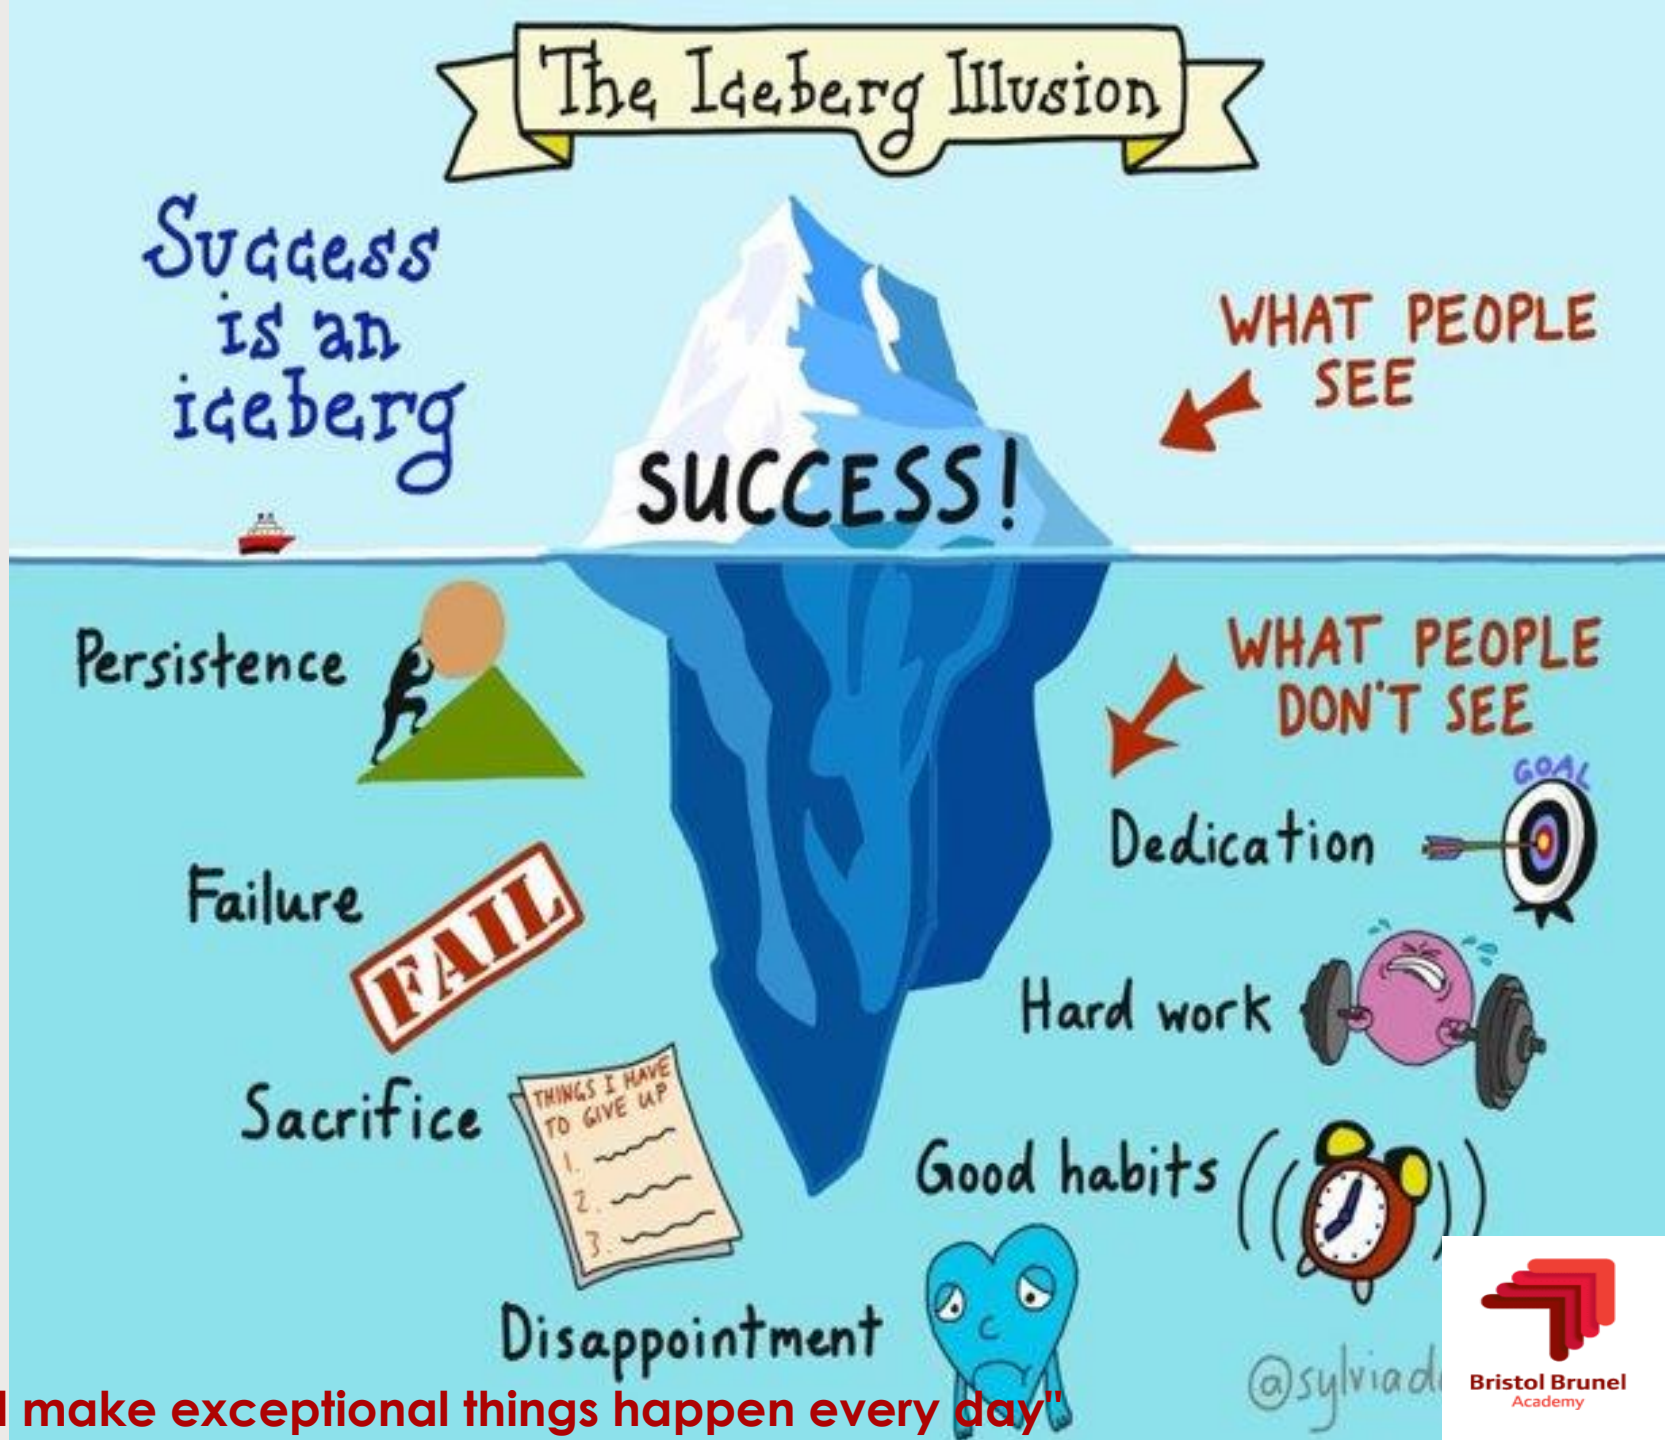 The Iceberg Illusion
Success
is an
iceberg
WHAT PEOPLE
SEE
SUCCESS!
Persistence
WHAT PEOPLE
DON'T SEE
GOAL
Dedication
Failure
FAIL
Hard work
Sacrifice
THINGS I HAVE
TO GIVE UP
1.
2.
3.
Good habits
Disappointment
make exceptional things happen every day"
Bristol Brunel
Academy